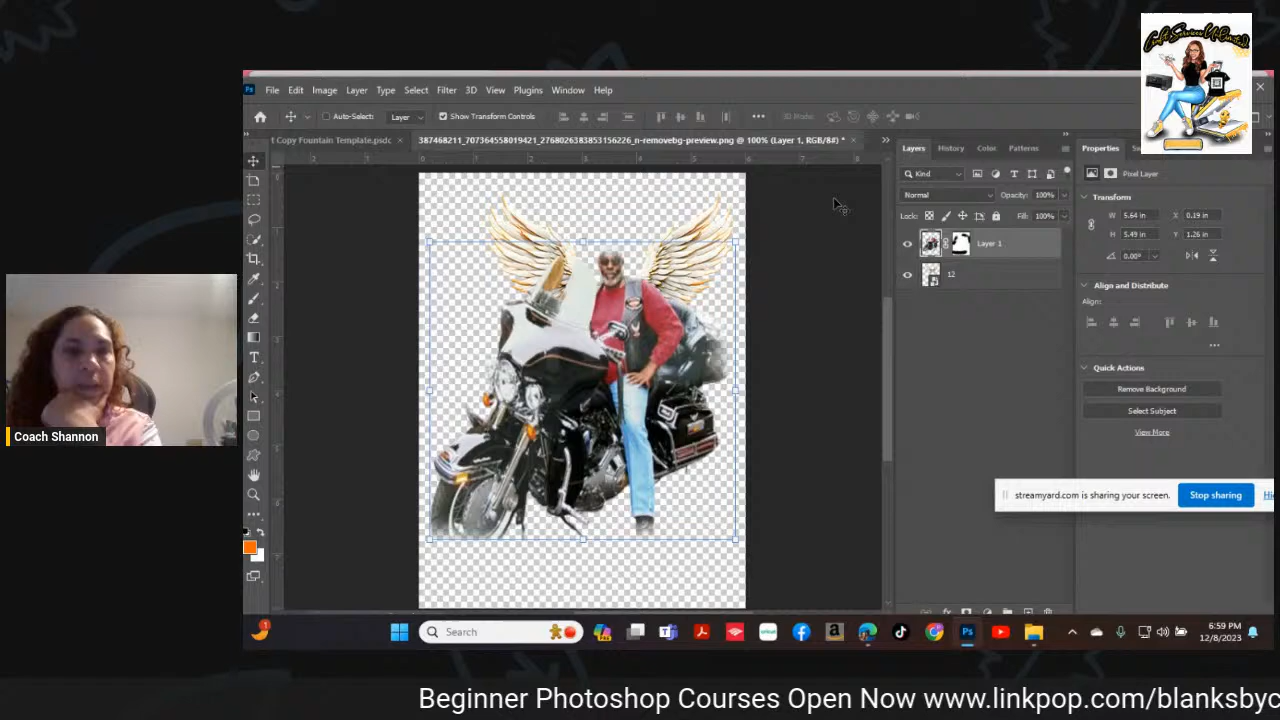 Ps File Edit Image Layer Type Select Filter 3D View Plugins Window Help
Auto-Select: Layer Show Transform Controls 3D Mode:
t Copy Fountain Template.psdc × 387468211_707364558019421_2768026383853156226_n-removebg-preview.png @ 100% (Layer 1, RGB/8#) * ×
Layers History Color Patterns
Kind
Normal Opacity: 100%
Lock: Fill: 100%
Layer 1
12
Properties
Pixel Layer
Transform
W 5.64 in X 0.19 in
H 5.49 in Y 1.26 in
0.00°
Align and Distribute
Align:
Quick Actions
Remove Background
Select Subject
View More
streamyard.com is sharing your screen. Stop sharing
Coach Shannon
Search
6:59 PM
12/8/2023
Beginner Photoshop Courses Open Now www.linkpop.com/blanksbyc